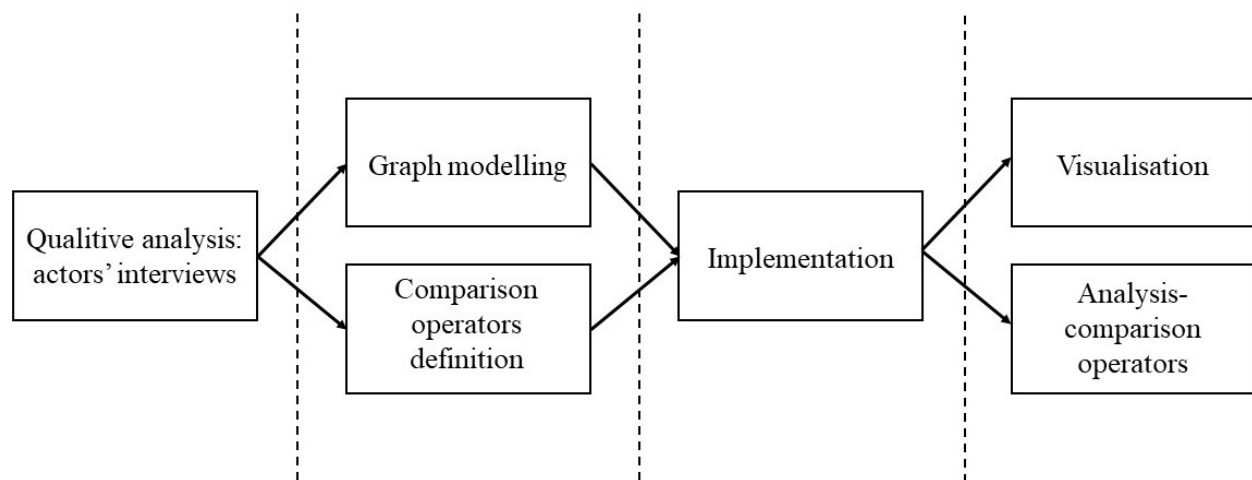 Qualitive analysis:
actors’ interviews
Graph modelling
Comparison
operators
definition
Implementation
Visualisation
Analysis-
comparison
operators